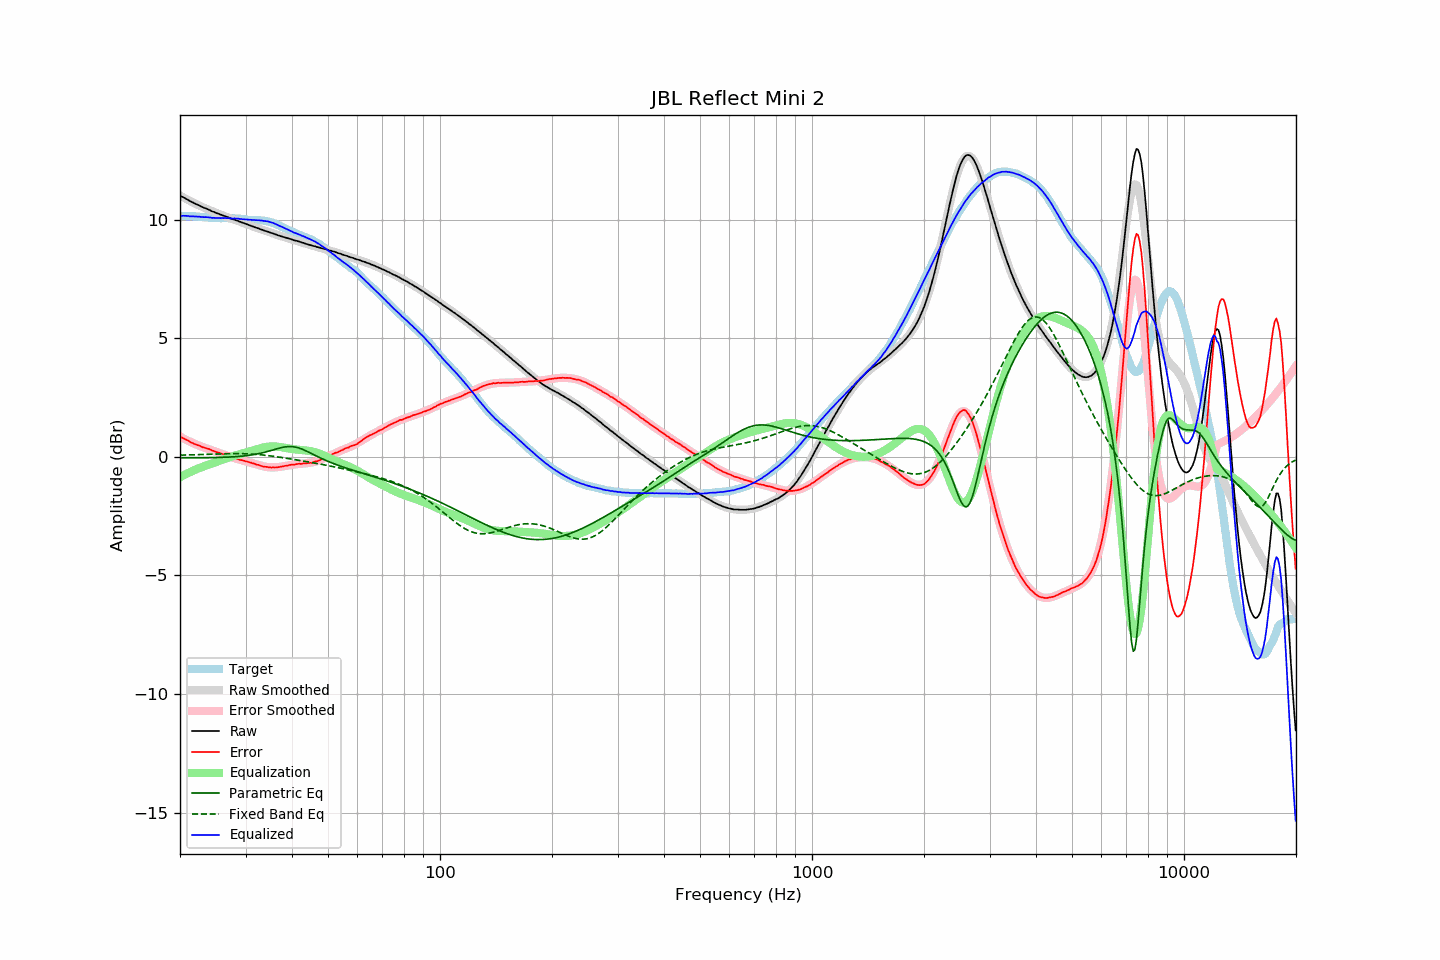 JBL Reflect Mini 2
Amplitude (dBr)
10
5
0
−5
−10
−15
Target
Raw Smoothed
Error Smoothed
Raw
Error
Equalization
Parametric Eq
Fixed Band Eq
Equalized
100
1000
10000
Frequency (Hz)